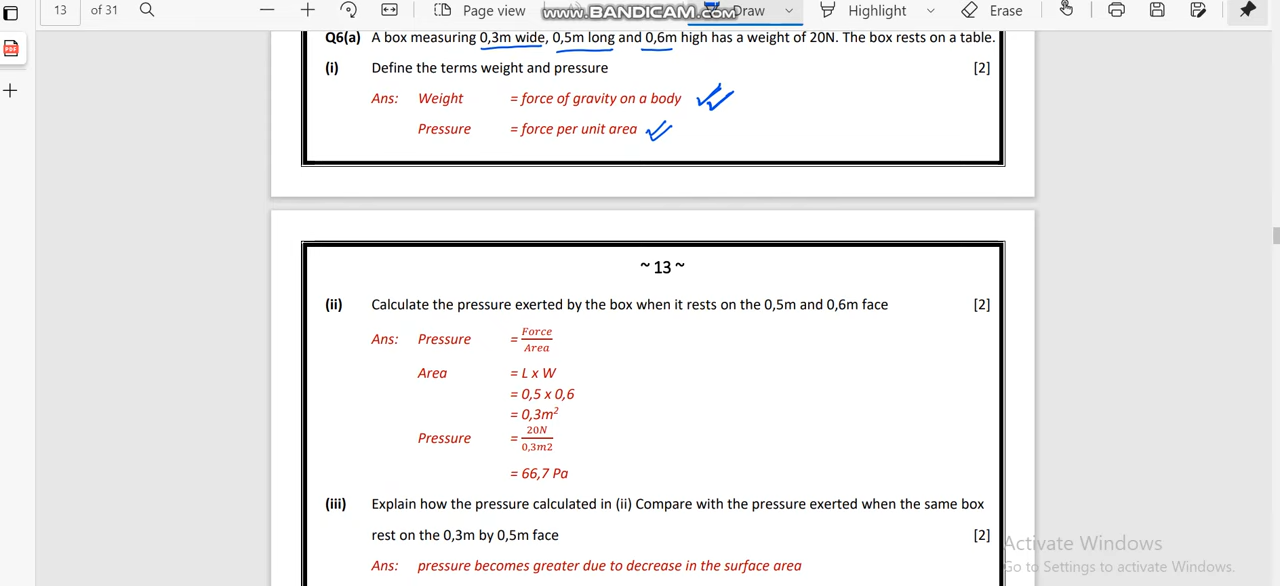 13 of 31 Page view Draw Highlight Erase
www.BANDICAM.com
Q6(a) A box measuring 0,3m wide, 0,5m long and 0,6m high has a weight of 20N. The box rests on a table.
(i) Define the terms weight and pressure [2]
Ans: Weight = force of gravity on a body
Pressure = force per unit area
~ 13 ~
(ii) Calculate the pressure exerted by the box when it rests on the 0,5m and 0,6m face [2]
Ans: Pressure = Force / Area
Area = L x W
= 0,5 x 0,6
= 0,3m²
Pressure = 20N / 0,3m2
= 66,7 Pa
(iii) Explain how the pressure calculated in (ii) Compare with the pressure exerted when the same box
rest on the 0,3m by 0,5m face [2]
Ans: pressure becomes greater due to decrease in the surface area
Activate Windows
Go to Settings to activate Windows.